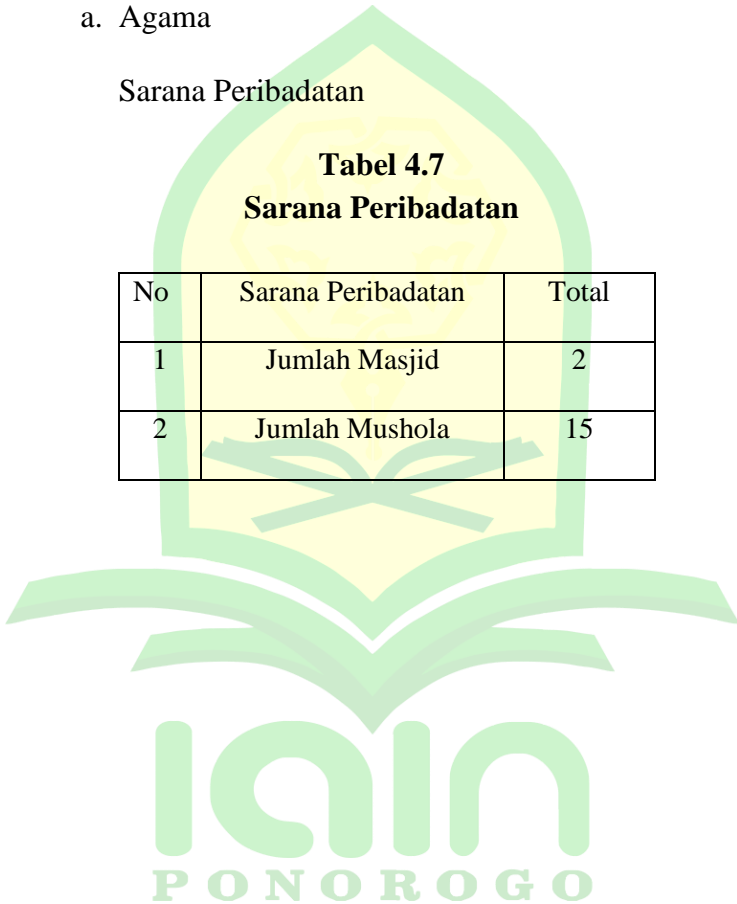 a. Agama
Sarana Peribadatan
Tabel 4.7
Sarana Peribadatan
No Sarana Peribadatan Total
1 Jumlah Masjid 2
2 Jumlah Mushola 15
iain
PONOROGO